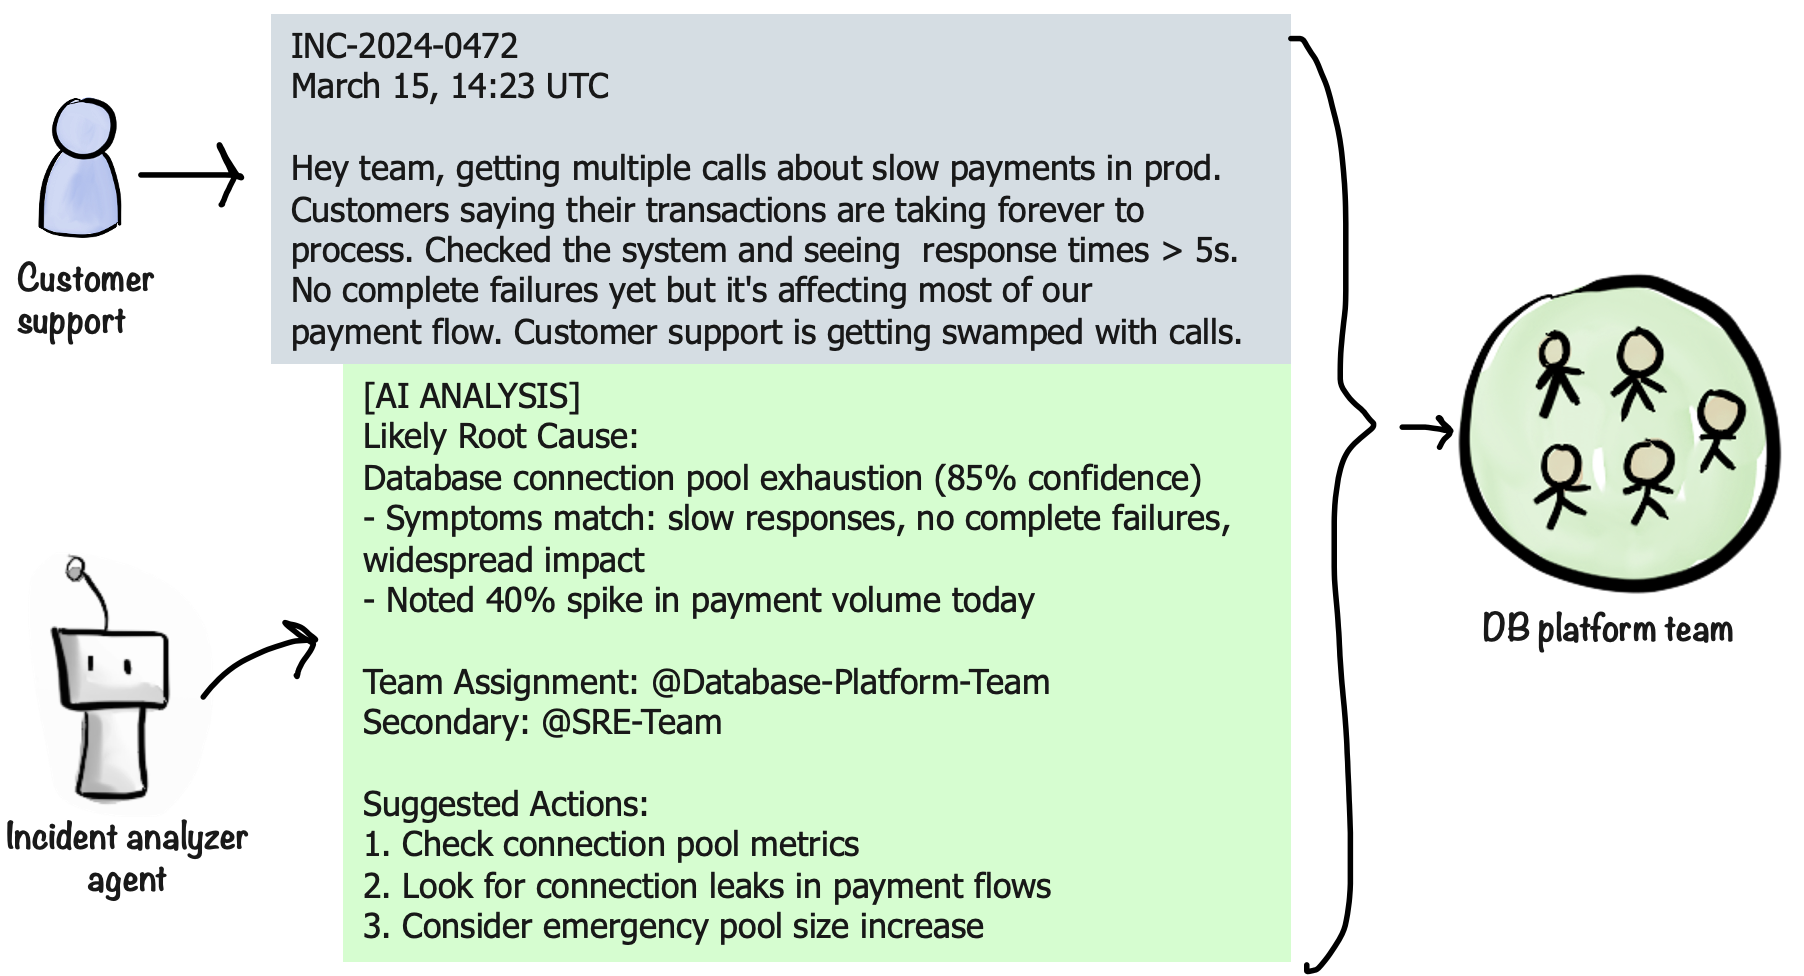 INC-2024-0472
March 15, 14:23 UTC
Hey team, getting multiple calls about slow payments in prod.
Customers saying their transactions are taking forever to
process. Checked the system and seeing  response times > 5s.
No complete failures yet but it's affecting most of our
payment flow. Customer support is getting swamped with calls.
Customer
support
[AI ANALYSIS]
Likely Root Cause:
Database connection pool exhaustion (85% confidence)
- Symptoms match: slow responses, no complete failures,
widespread impact
- Noted 40% spike in payment volume today
Team Assignment: @Database-Platform-Team
Secondary: @SRE-Team
Suggested Actions:
1. Check connection pool metrics
2. Look for connection leaks in payment flows
3. Consider emergency pool size increase
Incident analyzer
agent
DB platform team